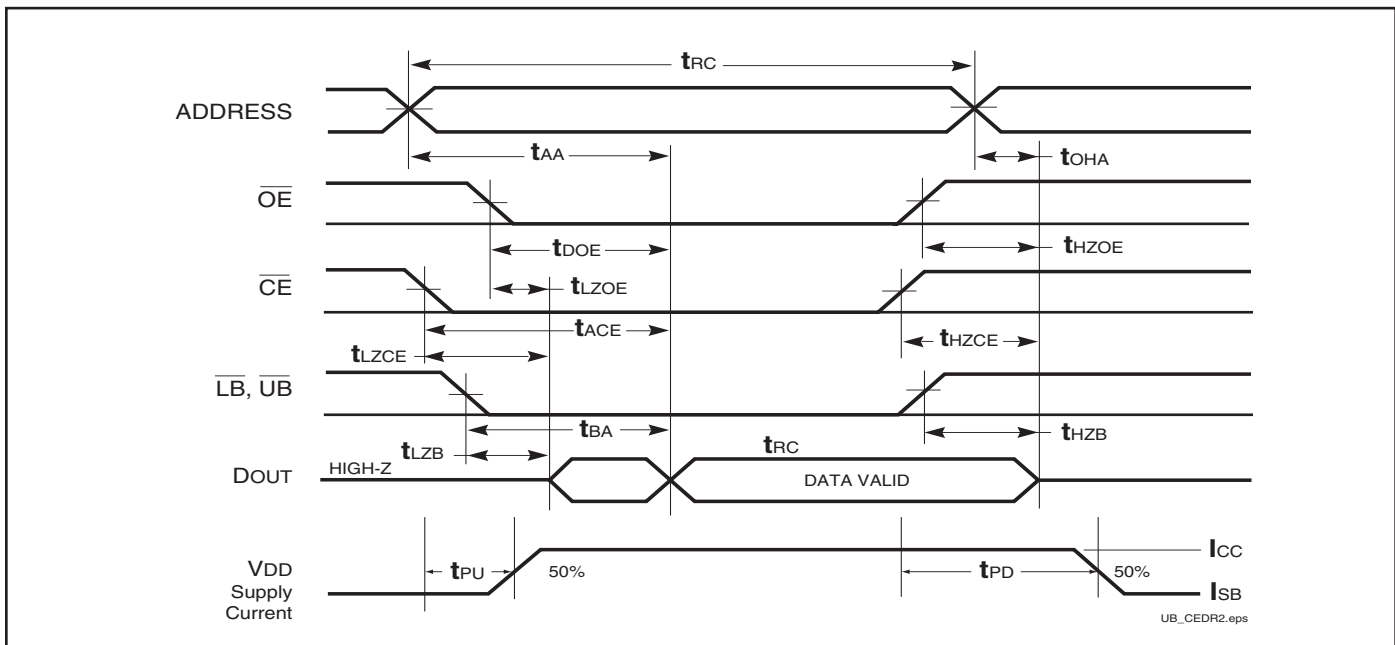 tRC
ADDRESS
tAA
tOHA
OE
tDOE
tHZOE
CE
tLZOE
tACE
tHZCE
tLZCE
LB, UB
tBA
tHZB
tLZB
tRC
DOUT
HIGH-Z
DATA VALID
ICC
VDD
Supply
Current
tPU
50%
tPD
50%
ISB
UB_CEDR2.eps